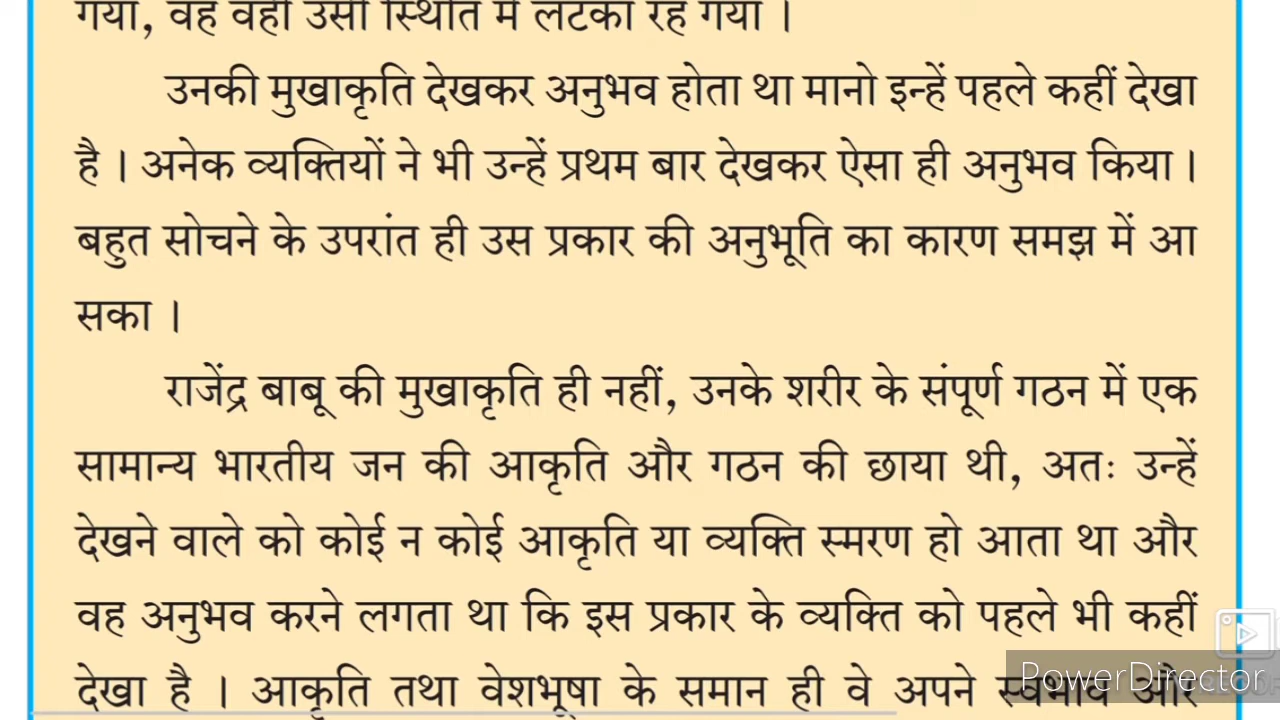 गया, वह वहीं उसी स्थिति में लटका रह गया ।
उनकी मुखाकृति देखकर अनुभव होता था मानो इन्हें पहले कहीं देखा
है । अनेक व्यक्तियों ने भी उन्हें प्रथम बार देखकर ऐसा ही अनुभव किया ।
बहुत सोचने के उपरांत ही उस प्रकार की अनुभूति का कारण समझ में आ
सका ।
राजेंद्र बाबू की मुखाकृति ही नहीं, उनके शरीर के संपूर्ण गठन में एक
सामान्य भारतीय जन की आकृति और गठन की छाया थी, अतः उन्हें
देखने वाले को कोई न कोई आकृति या व्यक्ति स्मरण हो आता था और
वह अनुभव करने लगता था कि इस प्रकार के व्यक्ति को पहले भी कहीं
देखा है । आकृति तथा वेशभूषा के समान ही वे अपने स्वभाव और
PowerDirector